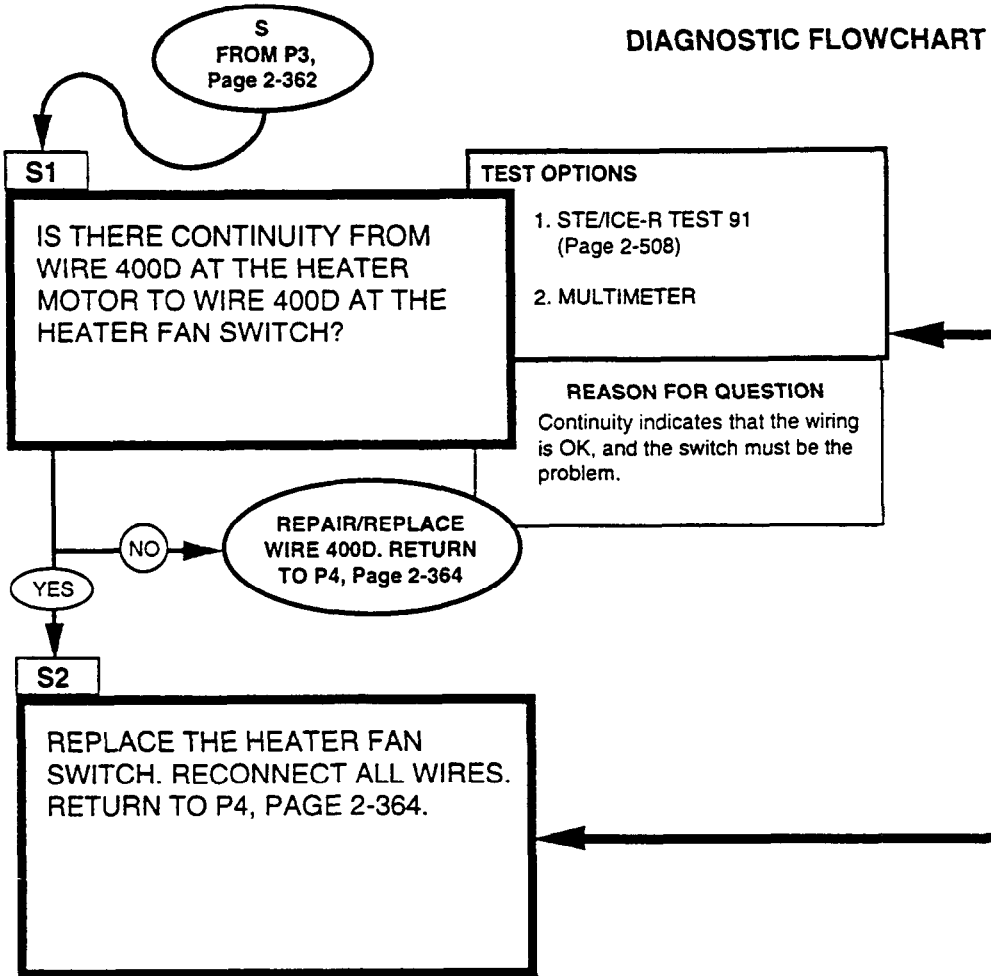 S
FROM P3,
Page 2-362
DIAGNOSTIC FLOWCHART
S1
IS THERE CONTINUITY FROM
WIRE 400D AT THE HEATER
MOTOR TO WIRE 400D AT THE
HEATER FAN SWITCH?
TEST OPTIONS
1. STE/ICE-R TEST 91
(Page 2-508)
2. MULTIMETER
REASON FOR QUESTION
Continuity indicates that the wiring
is OK, and the switch must be the
problem.
NO
REPAIR/REPLACE
WIRE 400D. RETURN
TO P4, Page 2-364
YES
S2
REPLACE THE HEATER FAN
SWITCH. RECONNECT ALL WIRES.
RETURN TO P4, PAGE 2-364.